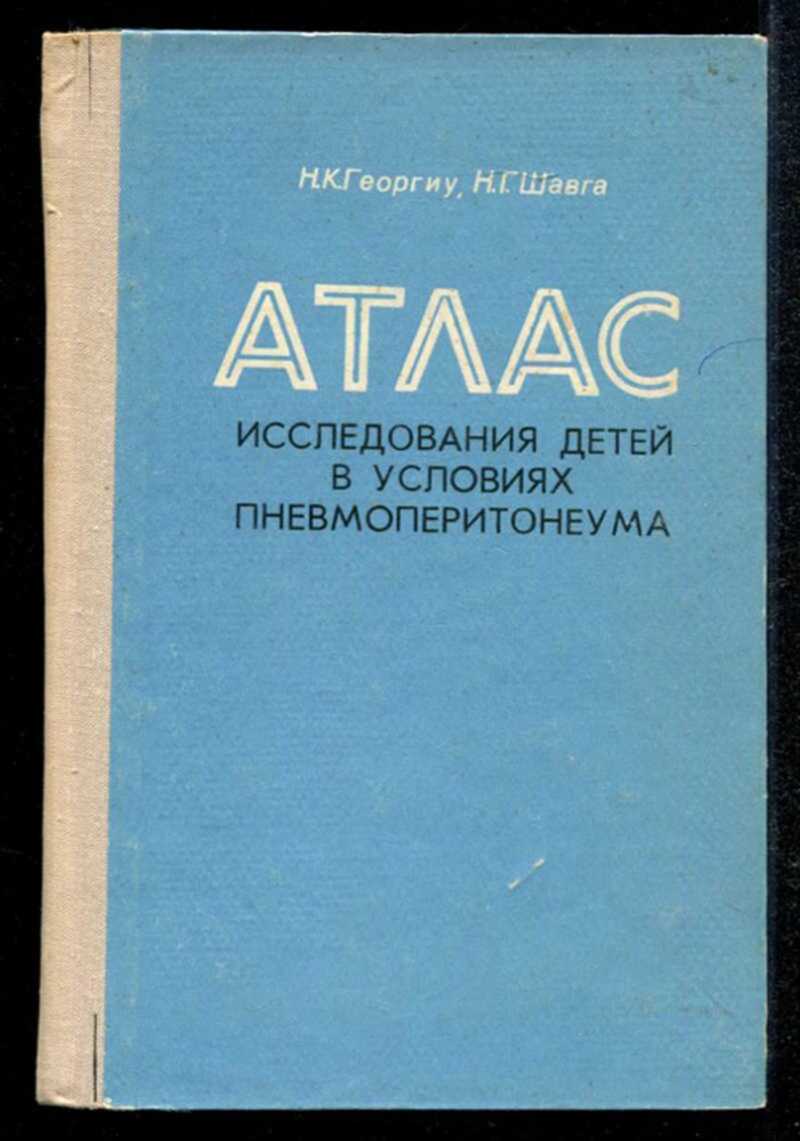 Н.К.Георгиу, Н.Г.Шавга
АТЛАС
ИССЛЕДОВАНИЯ ДЕТЕЙ
В УСЛОВИЯХ
ПНЕВМОПЕРИТОНЕУМА